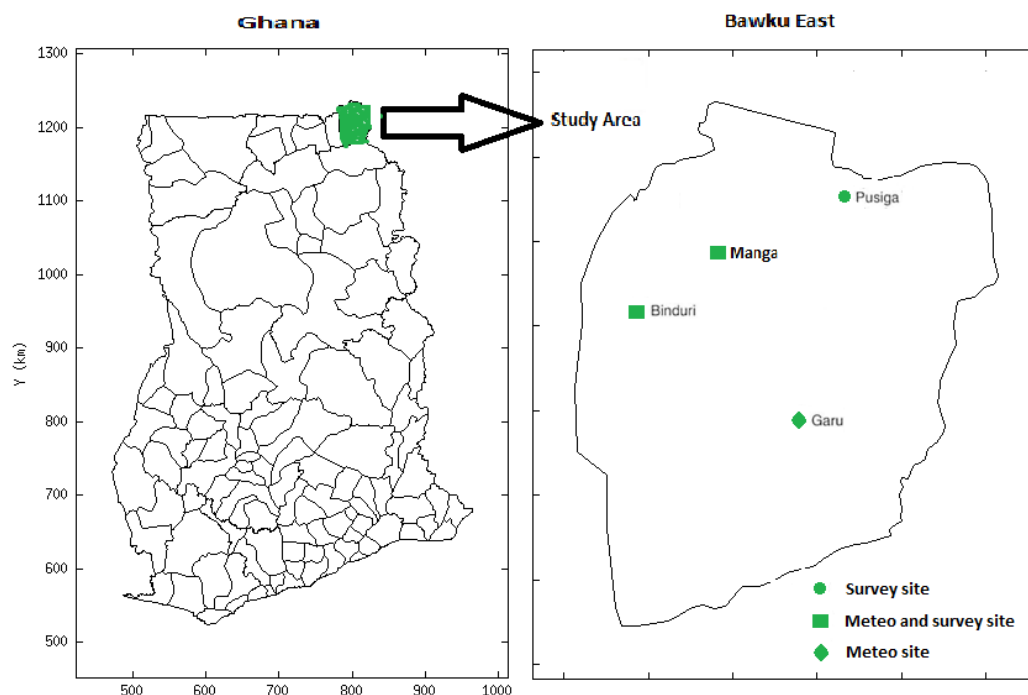 Ghana
1300
1200
1100
1000
900
800
700
600
500
Y (km)
500 600 700 800 900 1000
Bawku East
Study Area
Pusiga
Manga
Binduri
Garu
Survey site
Meteo and survey site
Meteo site